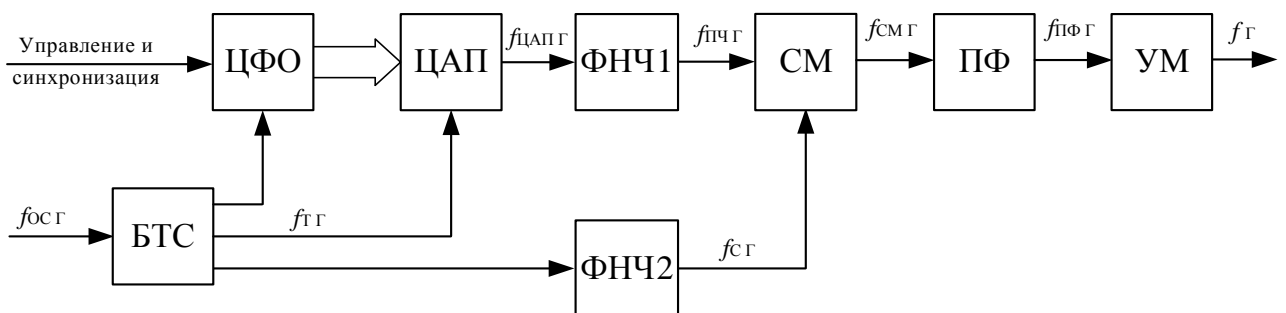 Управление и
синхронизация
ЦФО
ЦАП
fЦАП Г
ФНЧ1
fПЧ Г
СМ
fСМ Г
ПФ
fПФ Г
УМ
fГ
fОС Г
БТС
fТ Г
ФНЧ2
fС Г